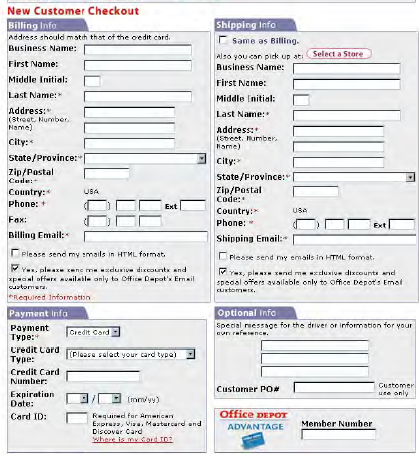 New Customer Checkout
Billing Info
Address should match that of the credit card.
Business Name:
First Name:
Middle Initial:
Last Name:*
Address:*
(Street, Number, Name)
City:*
State/Province:*
Zip/Postal
Code:*
Country:* USA
Phone: * ( ) Ext
Fax: ( )
Billing Email:*
Please send my emails in HTML format.
Yes, please send me exclusive discounts and
special offers available only to Office Depot's Email
customers.
*Required Information
Shipping Info
Same as Billing.
Also you can pick up at: Select a Store
Business Name:
First Name:
Middle Initial:
Last Name:*
Address:*
(Street, Number,
Name)
City:*
State/Province:*
Zip/Postal
Code:*
Country: USA
Phone: * ( ) Ext
Shipping Email:*
Please send my emails in HTML format.
Yes, please send me exclusive discounts and
special offers available only to Office Depot's Email
customers.
Payment Info
Payment
Type:* Credit Card
Credit Card
Type: (Please select your card type)
Credit Card
Number:
Expiration
Date: / (mm/yy)
Card ID: Required for American
Express, Visa, Mastercard and
Discover Card
Where is my Card ID?
Optional Info
Special message for the driver or information for your
own reference.
Customer PO# Customer
use only
Office DEPOT
ADVANTAGE
Member Number